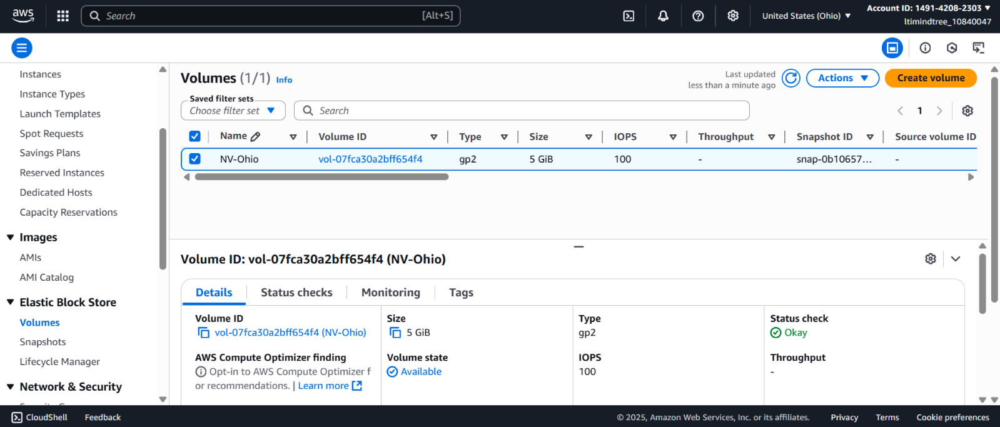 aws
Search
[Alt+S]
United States (Ohio)
Account ID: 1491-4208-2303
ltimindtree_10840047
Instances
Instance Types
Launch Templates
Spot Requests
Savings Plans
Reserved Instances
Dedicated Hosts
Capacity Reservations
Images
AMIs
AMI Catalog
Elastic Block Store
Volumes
Snapshots
Lifecycle Manager
Network & Security
Volumes (1/1) Info
Last updated
less than a minute ago
Actions
Create volume
Saved filter sets
Choose filter set
Search
1
Name Volume ID Type Size IOPS Throughput Snapshot ID Source volume ID
NV-Ohio vol-07fca30a2bff654f4 gp2 5 GiB 100 - snap-0b10657... -
Volume ID: vol-07fca30a2bff654f4 (NV-Ohio)
Details Status checks Monitoring Tags
Volume ID
vol-07fca30a2bff654f4 (NV-Ohio)
Size
5 GiB
Type
gp2
Status check
Okay
AWS Compute Optimizer finding
Opt-in to AWS Compute Optimizer f
or recommendations. | Learn more
Volume state
Available
IOPS
100
Throughput
-
CloudShell Feedback
© 2025, Amazon Web Services, Inc. or its affiliates. Privacy Terms Cookie preferences